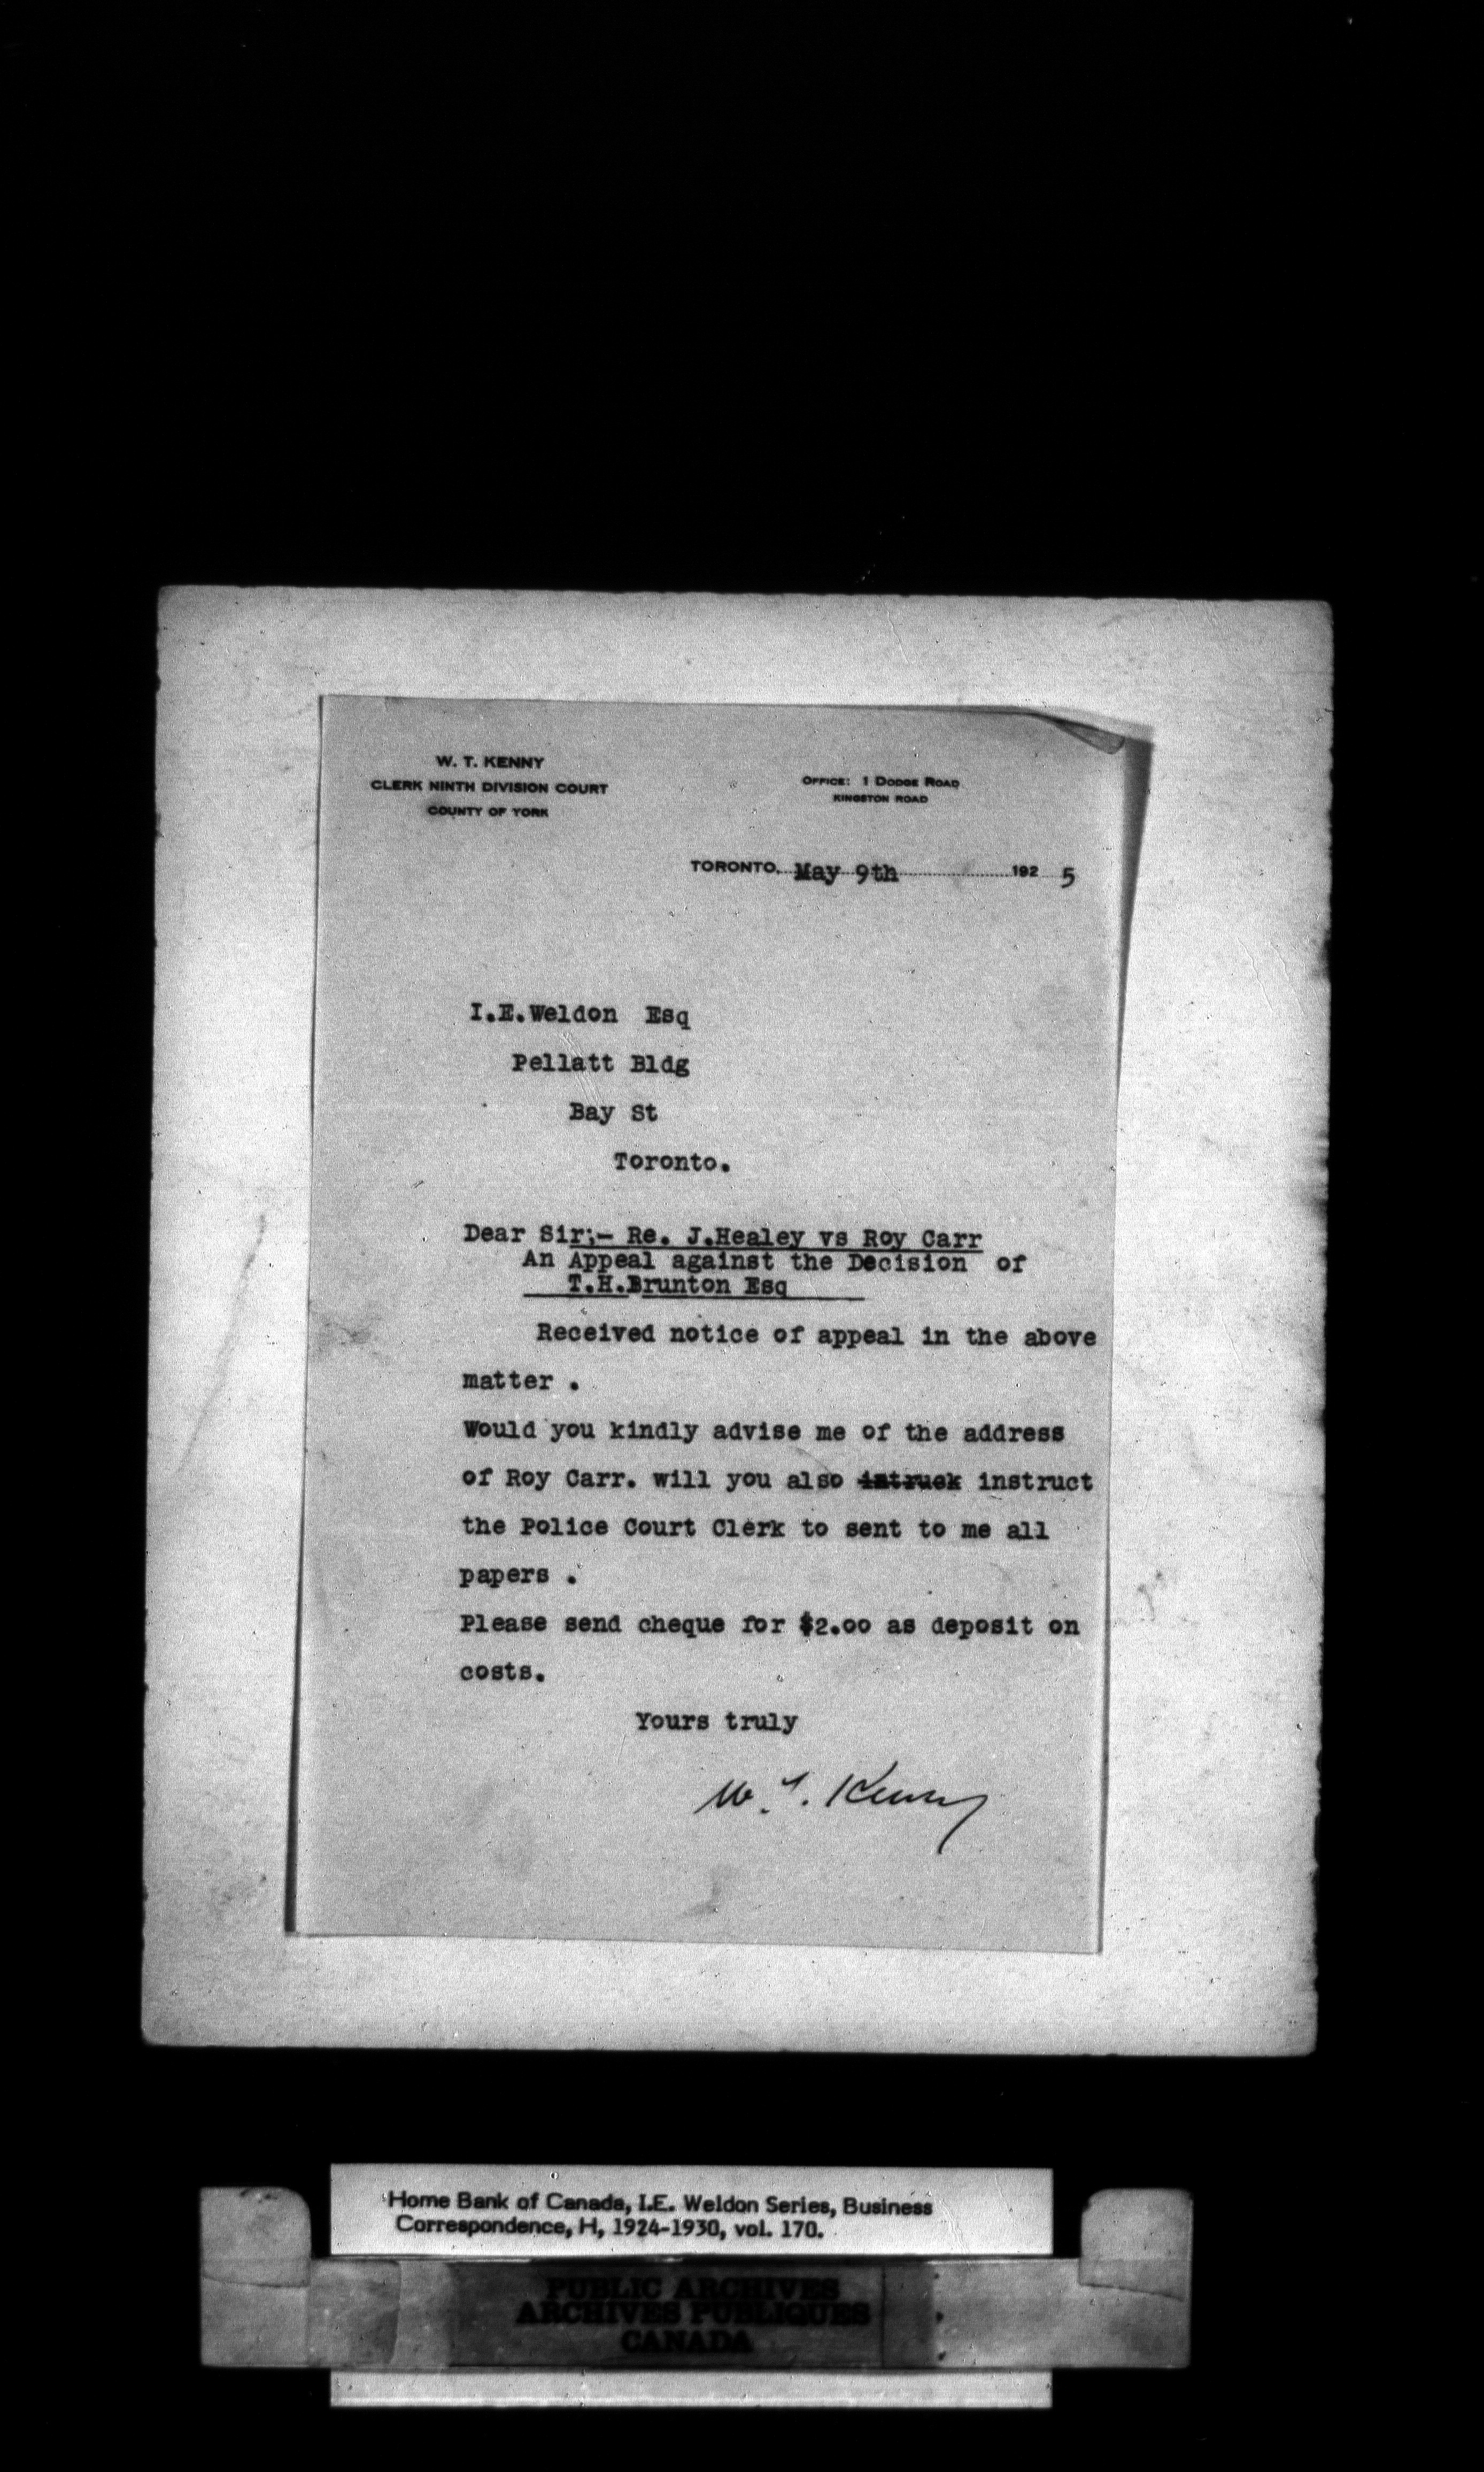 W. T. KENNY
CLERK NINTH DIVISION COURT
COUNTY OF YORK
OFFICE: 1 DODGE ROAD
KINGSTON ROAD
TORONTO, May 9th 192 5
I.E.Weldon Esq
Pellatt Bldg
Bay St
Toronto.
Dear Sir;- Re. J.Healey vs Roy Carr
An Appeal against the Decision of
T.H.Brunton Esq
Received notice of appeal in the above
matter .
Would you kindly advise me of the address
of Roy Carr. will you also intruck instruct
the Police Court Clerk to sent to me all
papers .
Please send cheque for $2.00 as deposit on
costs.
Yours truly
W. T. Kenny
Home Bank of Canada, I.E. Weldon Series, Business
Correspondence, H, 1924-1930, vol. 170.
PUBLIC ARCHIVES
ARCHIVES PUBLIQUES
CANADA